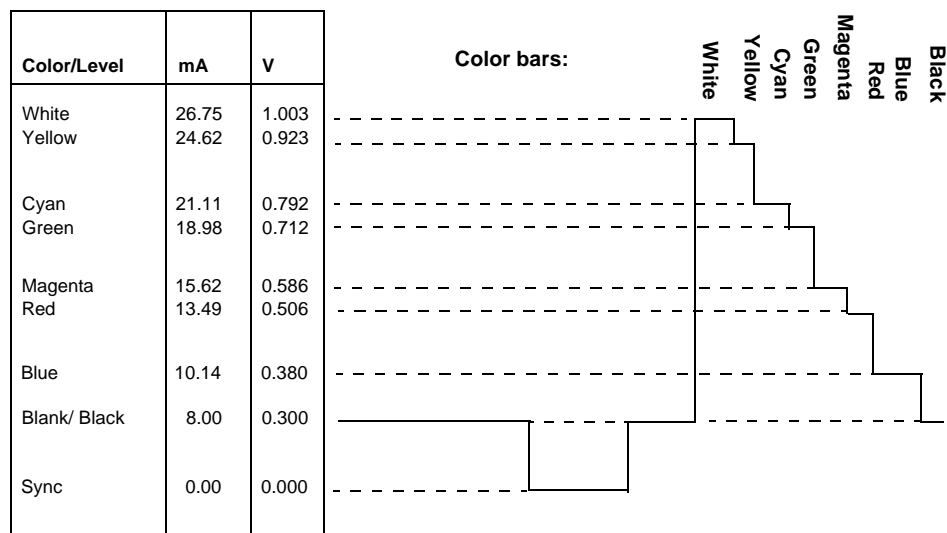 Color/Level mA V
White 26.75 1.003
Yellow 24.62 0.923
Cyan 21.11 0.792
Green 18.98 0.712
Magenta 15.62 0.586
Red 13.49 0.506
Blue 10.14 0.380
Blank/ Black 8.00 0.300
Sync 0.00 0.000
Color bars:
White
Yellow
Cyan
Green
Magenta
Red
Blue
Black